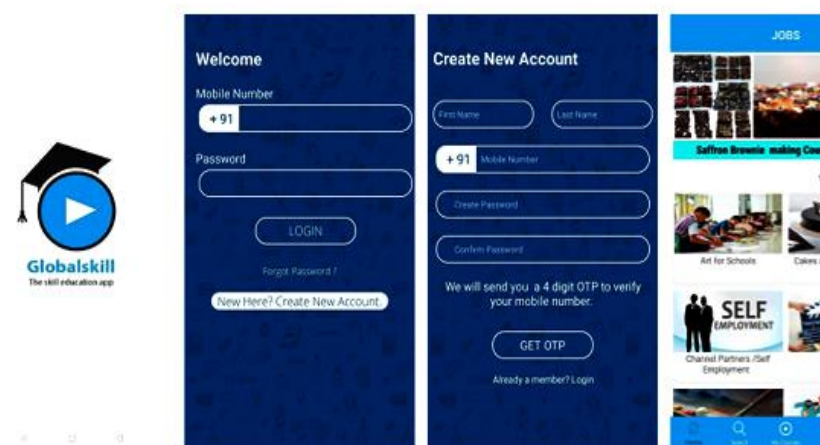 Globalskill
The skill education app
Welcome
Mobile Number
+ 91
Password
LOGIN
Forgot Password ?
New Here? Create New Account.
Create New Account
First Name
Last Name
+ 91 Mobile Number
Create Password
Confirm Password
We will send you a 4 digit OTP to verify
your mobile number.
GET OTP
Already a member? Login
JOBS
Saffron Brownie making Cou
Art for Schools
Cakes
SELF
EMPLOYMENT
Channel Partners /Self
Employment
Search